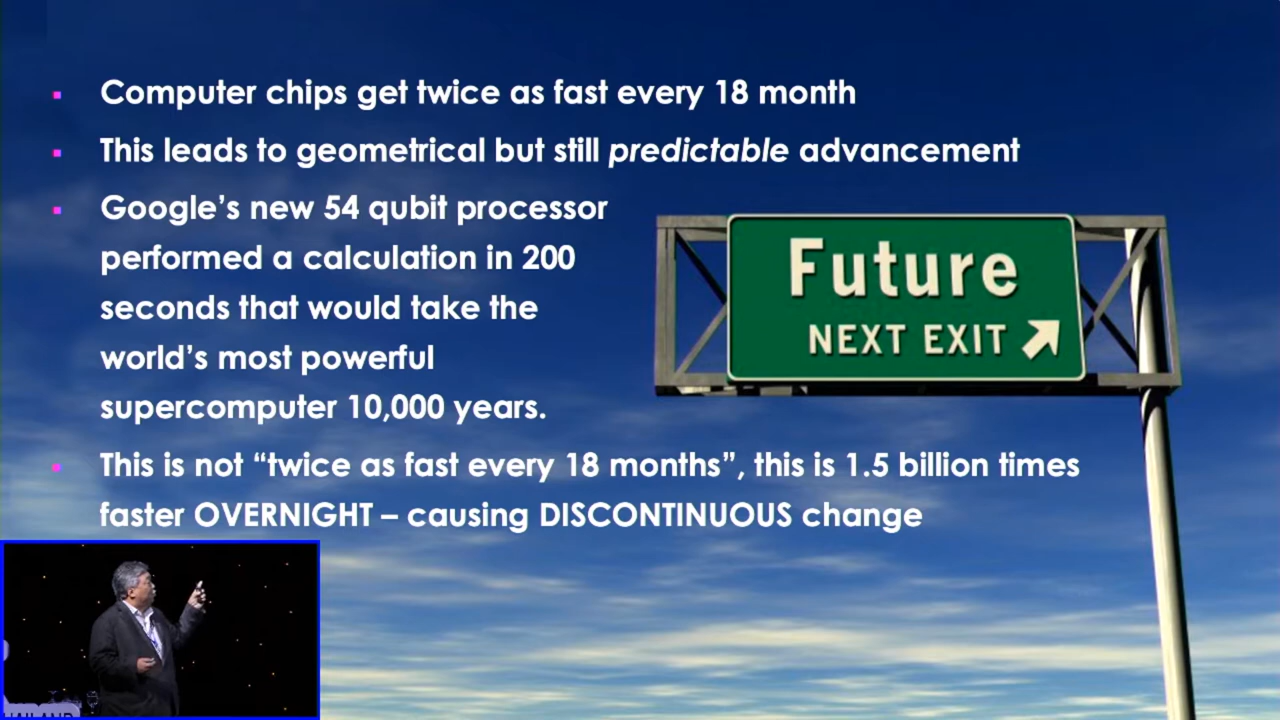 Computer chips get twice as fast every 18 month
This leads to geometrical but still predictable advancement
Google’s new 54 qubit processor
performed a calculation in 200
seconds that would take the
world’s most powerful
supercomputer 10,000 years.
This is not “twice as fast every 18 months”, this is 1.5 billion times
faster OVERNIGHT – causing DISCONTINUOUS change
Future
NEXT EXIT